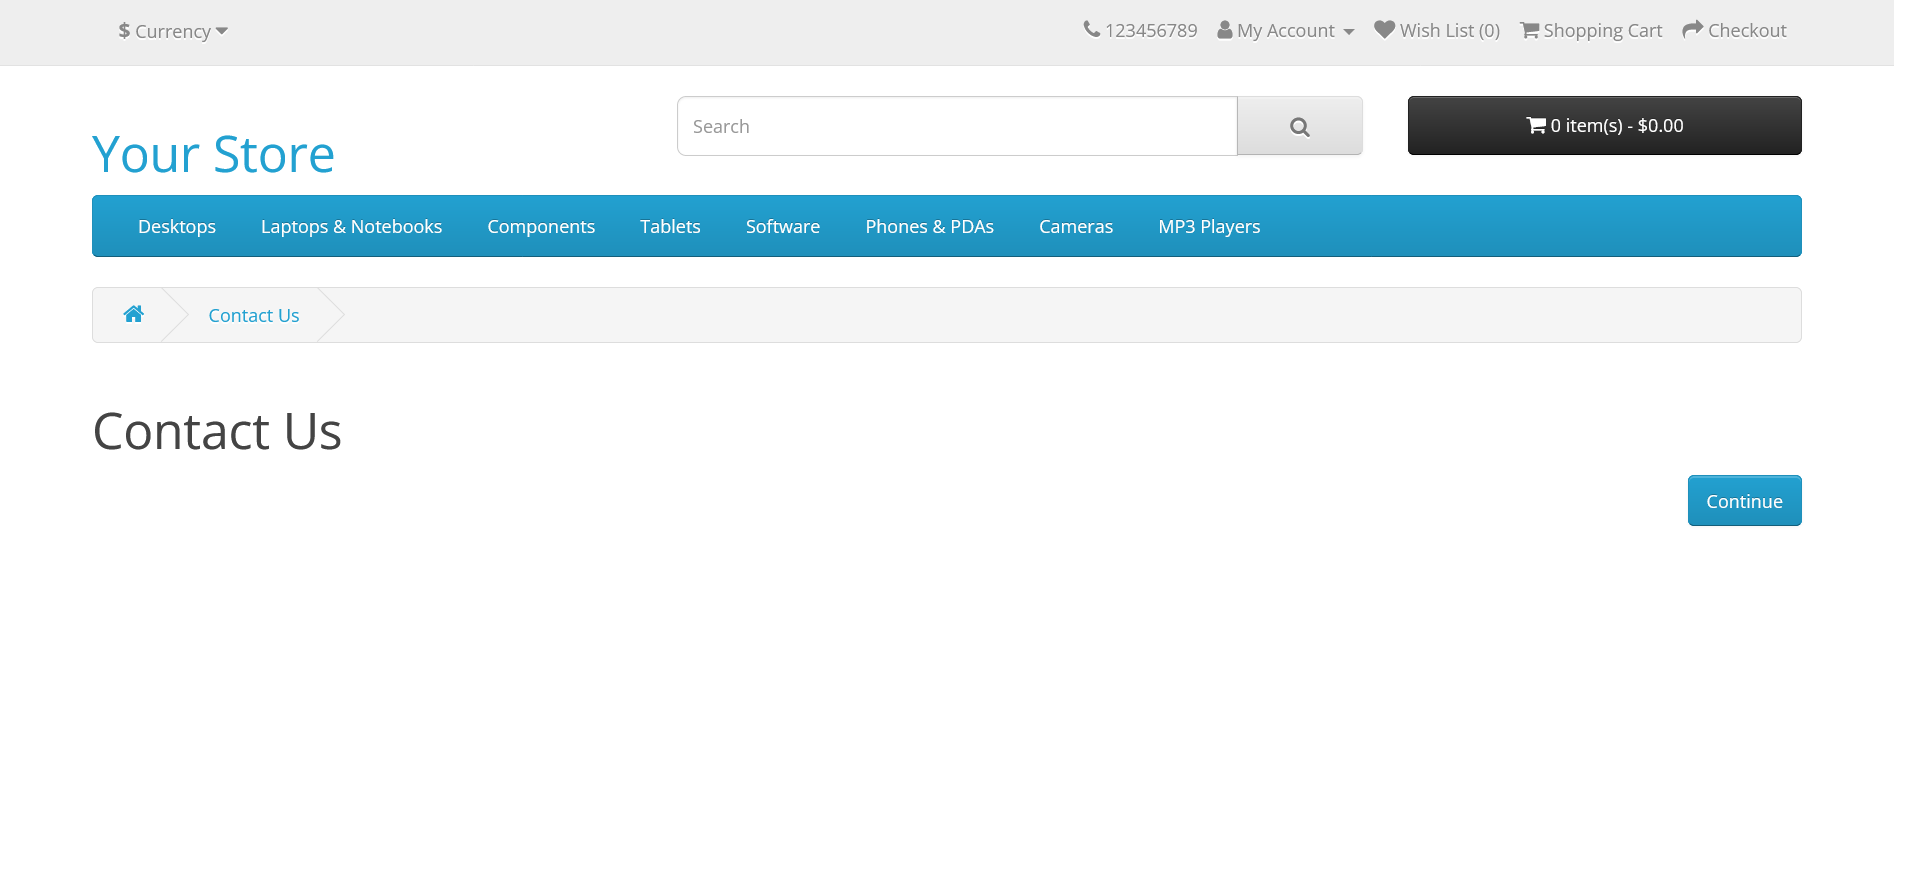 $ Currency
123456789 My Account Wish List (0) Shopping Cart Checkout
Your Store
Search
0 item(s) - $0.00
Desktops Laptops & Notebooks Components Tablets Software Phones & PDAs Cameras MP3 Players
Contact Us
Contact Us
Continue